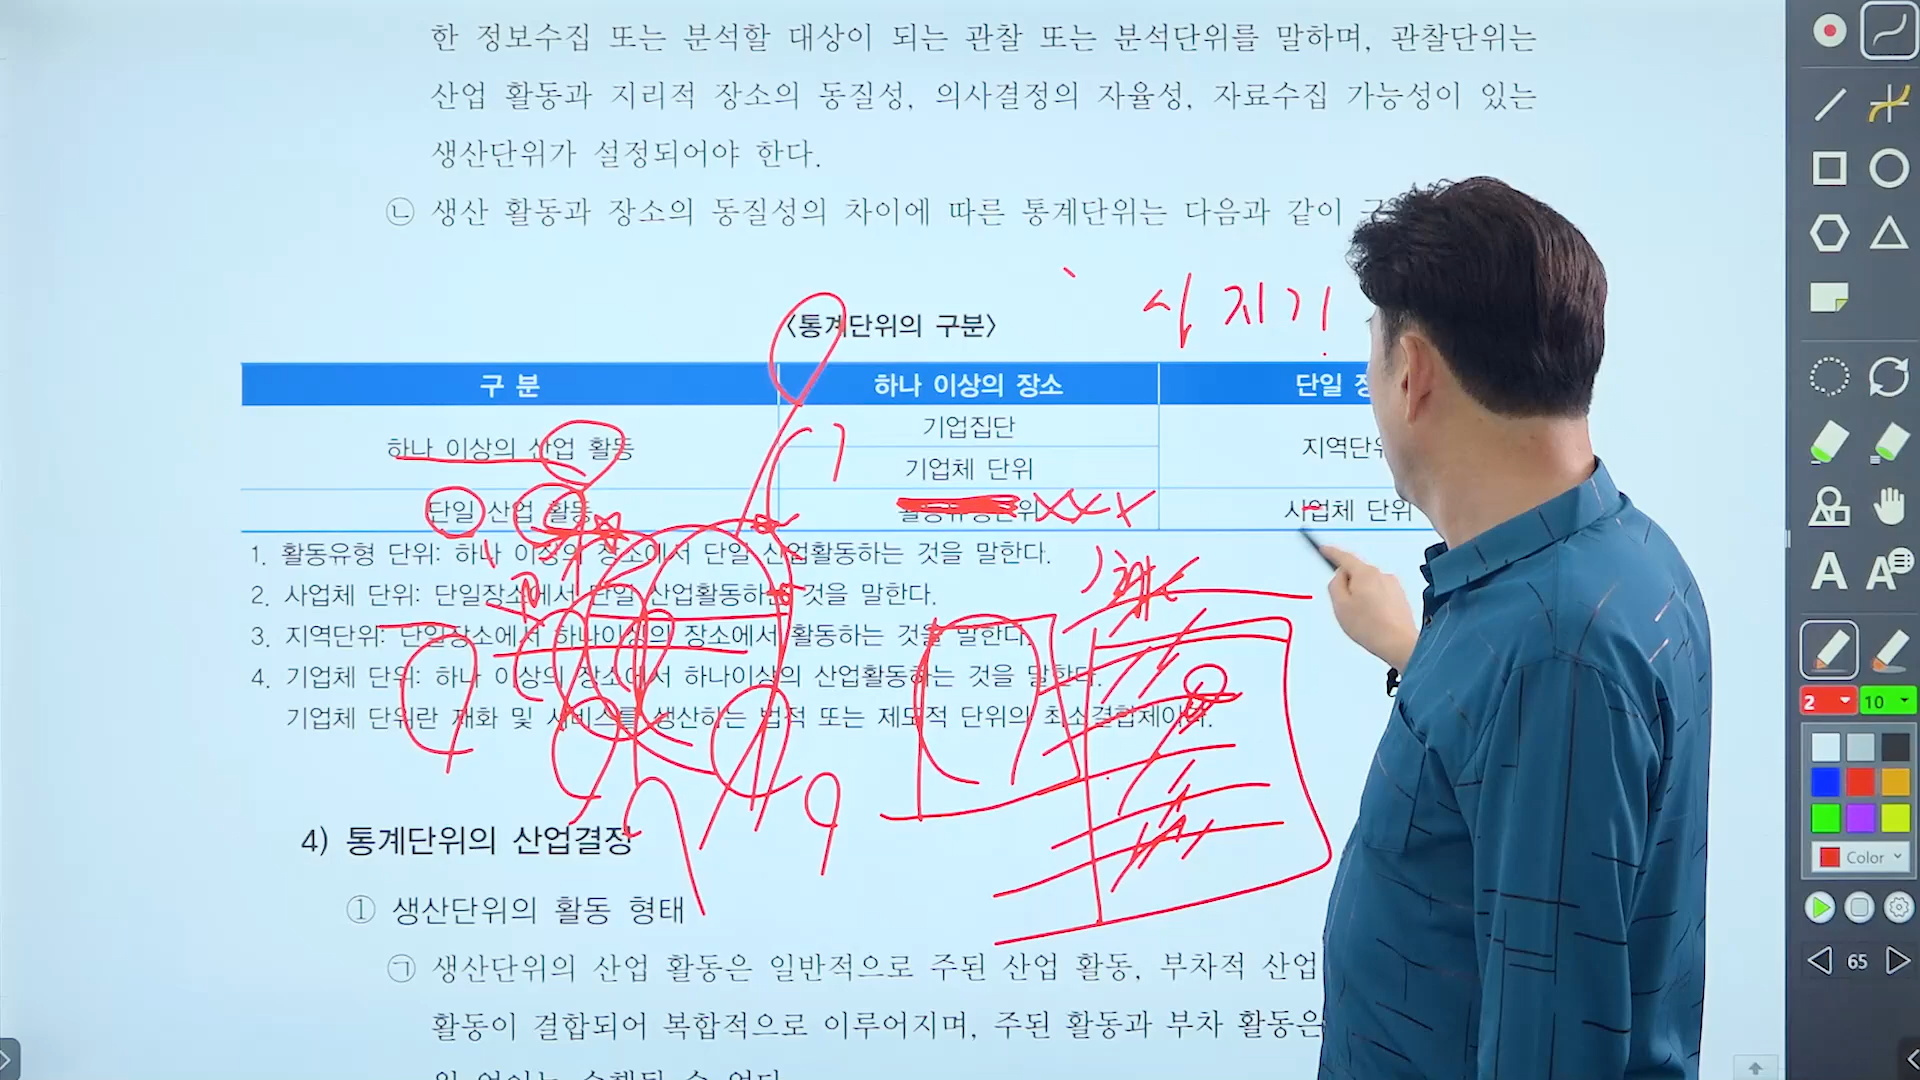 한 정보수집 또는 분석할 대상이 되는 관찰 또는 분석단위를 말하며, 관찰단위는
산업 활동과 지리적 장소의 동질성, 의사결정의 자율성, 자료수집 가능성이 있는
생산단위가 설정되어야 한다.
㉡ 생산 활동과 장소의 동질성의 차이에 따른 통계단위는 다음과 같이
〈통계단위의 구분〉
구 분 하나 이상의 장소 단일
하나 이상의 산업 활동 기업집단 지역단위
기업체 단위
단일 산업 활동 활동유형단위 사업체 단위
1. 활동유형 단위: 하나 이상의 장소에서 단일 산업활동하는 것을 말한다.
2. 사업체 단위: 단일장소에서 단일 산업활동하는 것을 말한다.
3. 지역단위: 단일장소에서 하나이상의 장소에서 활동하는 것을 말한다.
4. 기업체 단위: 하나 이상의 장소에서 하나이상의 산업활동하는 것을 말한다.
기업체 단위란 재화 및 서비스를 생산하는 법적 또는 제도적 단위의 최소결합체이다.
4) 통계단위의 산업결정
① 생산단위의 활동 형태
㉠ 생산단위의 산업 활동은 일반적으로 주된 산업 활동, 부차적 산업
활동이 결합되어 복합적으로 이루어지며, 주된 활동과 부차 활동은
2
10
Color
65